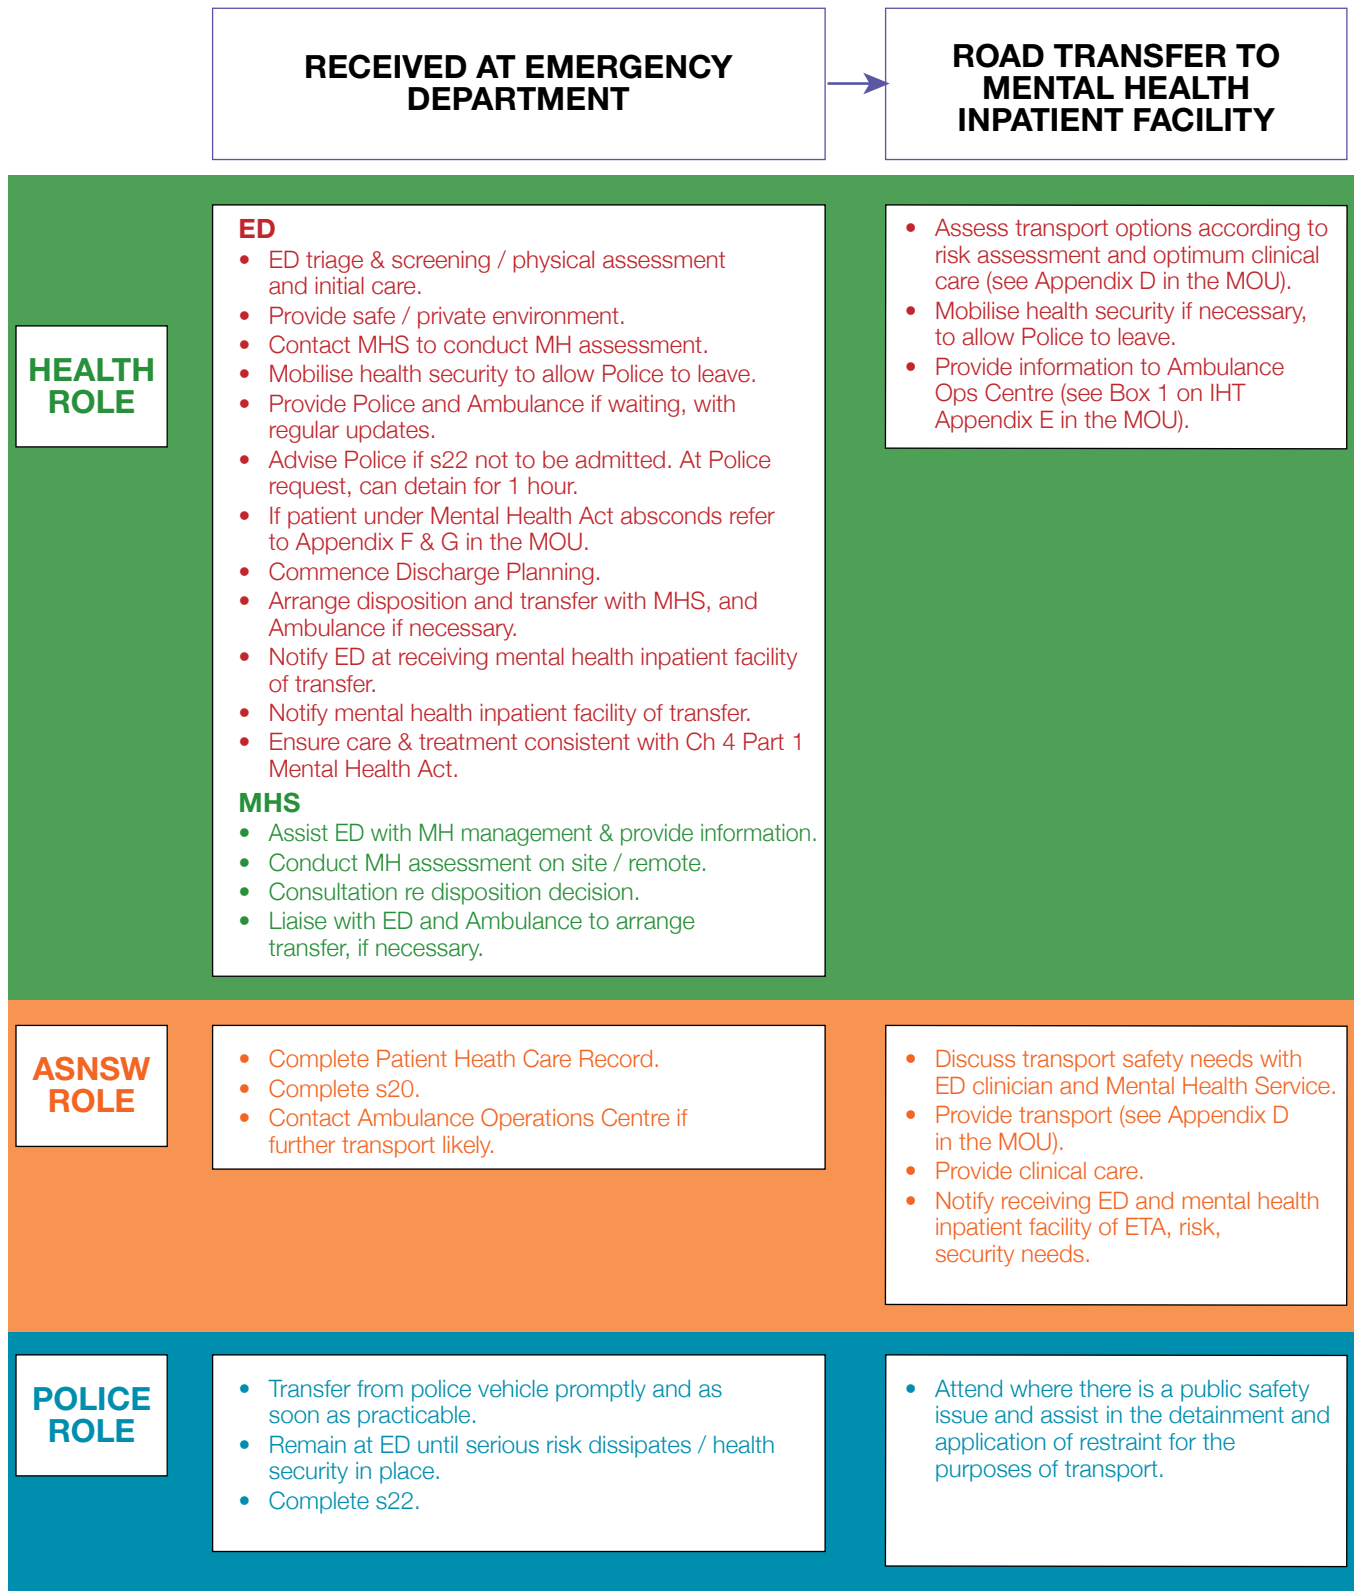 RECEIVED AT EMERGENCY
DEPARTMENT
ROAD TRANSFER TO
MENTAL HEALTH
INPATIENT FACILITY
HEALTH
ROLE
ED
• ED triage & screening / physical assessment
and initial care.
• Provide safe / private environment.
• Contact MHS to conduct MH assessment.
• Mobilise health security to allow Police to leave.
• Provide Police and Ambulance if waiting, with
regular updates.
• Advise Police if s22 not to be admitted. At Police
request, can detain for 1 hour.
• If patient under Mental Health Act absconds refer
to Appendix F & G in the MOU.
• Commence Discharge Planning.
• Arrange disposition and transfer with MHS, and
Ambulance if necessary.
• Notify ED at receiving mental health inpatient facility
of transfer.
• Notify mental health inpatient facility of transfer.
• Ensure care & treatment consistent with Ch 4 Part 1
Mental Health Act.
MHS
• Assist ED with MH management & provide information.
• Conduct MH assessment on site / remote.
• Consultation re disposition decision.
• Liaise with ED and Ambulance to arrange
transfer, if necessary.
• Assess transport options according to
risk assessment and optimum clinical
care (see Appendix D in the MOU).
• Mobilise health security if necessary,
to allow Police to leave.
• Provide information to Ambulance
Ops Centre (see Box 1 on IHT
Appendix E in the MOU).
ASNSW
ROLE
• Complete Patient Heath Care Record.
• Complete s20.
• Contact Ambulance Operations Centre if
further transport likely.
• Discuss transport safety needs with
ED clinician and Mental Health Service.
• Provide transport (see Appendix D
in the MOU).
• Provide clinical care.
• Notify receiving ED and mental health
inpatient facility of ETA, risk,
security needs.
POLICE
ROLE
• Transfer from police vehicle promptly and as
soon as practicable.
• Remain at ED until serious risk dissipates / health
security in place.
• Complete s22.
• Attend where there is a public safety
issue and assist in the detainment and
application of restraint for the
purposes of transport.